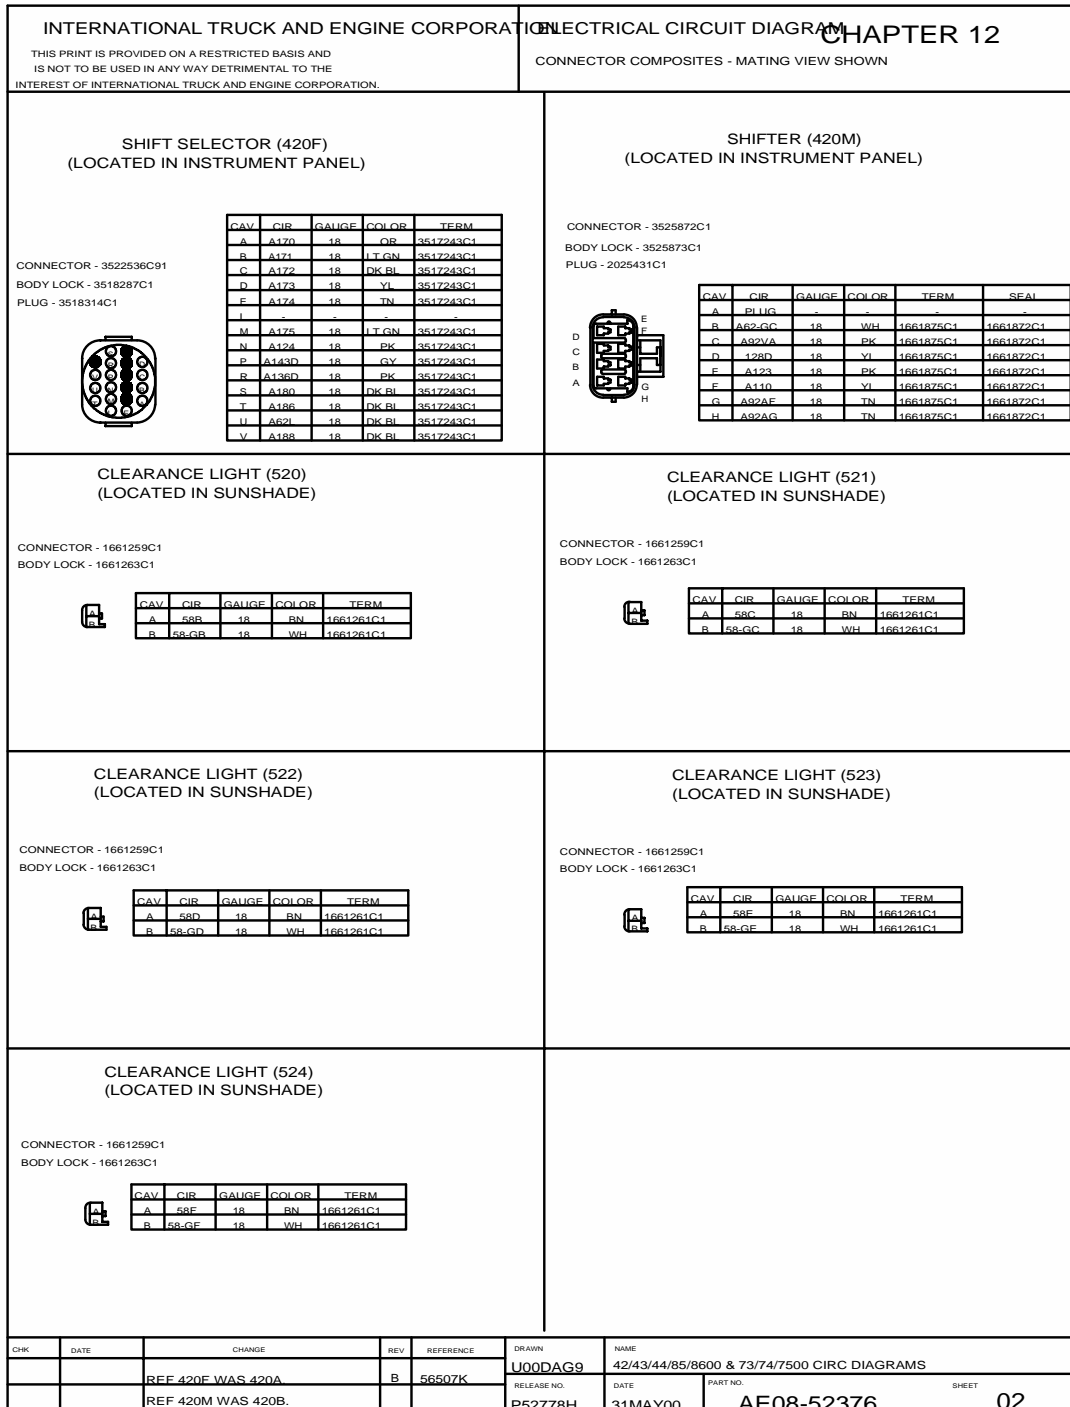 INTERNATIONAL TRUCK AND ENGINE CORPORATION
THIS PRINT IS PROVIDED ON A RESTRICTED BASIS AND
IS NOT TO BE USED IN ANY WAY DETRIMENTAL TO THE
INTEREST OF INTERNATIONAL TRUCK AND ENGINE CORPORATION.
ELECTRICAL CIRCUIT DIAGRAM
CHAPTER 12
CONNECTOR COMPOSITES - MATING VIEW SHOWN
SHIFT SELECTOR (420F)
(LOCATED IN INSTRUMENT PANEL)
CONNECTOR - 3522536C91
BODY LOCK - 3518287C1
PLUG - 3518314C1
CAV CIR GAUGE COLOR TERM
A A170 18 OR 3517243C1
B A171 18 LT GN 3517243C1
C A172 18 DK BL 3517243C1
D A173 18 YL 3517243C1
A174 18 TN 3517243C1
- - - -
M A175 18 LT GN 3517243C1
N A124 18 PK 3517243C1
P A143D 18 GY 3517243C1
R A136D 18 PK 3517243C1
S A180 18 DK BL 3517243C1
T A186 18 DK BL 3517243C1
U A62L 18 DK BL 3517243C1
V A188 18 DK BL 3517243C1
SHIFTER (420M)
(LOCATED IN INSTRUMENT PANEL)
CONNECTOR - 3525872C1
BODY LOCK - 3525873C1
PLUG - 2025431C1
D
C
B
A
E
F
G
H
CAV CIR GAUGE COLOR TERM SEAL
A PLUG - - - -
B A62-GC 18 WH 1661875C1 1661872C1
C A92VA 18 PK 1661875C1 1661872C1
D 128D 18 YL 1661875C1 1661872C1
E A123 18 PK 1661875C1 1661872C1
F A110 18 YL 1661875C1 1661872C1
G 18 TN 1661875C1 1661872C1
H A92AG 18 TN 1661875C1 1661872C1
CLEARANCE LIGHT (520)
(LOCATED IN SUNSHADE)
CONNECTOR - 1661259C1
BODY LOCK - 1661263C1
A
B
CAV CIR GAUGE COLOR TERM
A 58B 18 BN 1661261C1
B 58-GB 18 WH 1661261C1
CLEARANCE LIGHT (521)
(LOCATED IN SUNSHADE)
CONNECTOR - 1661259C1
BODY LOCK - 1661263C1
A
B
CAV CIR GAUGE COLOR TERM
A 58C 18 BN 1661261C1
B 58-GC 18 WH 1661261C1
CLEARANCE LIGHT (522)
(LOCATED IN SUNSHADE)
CONNECTOR - 1661259C1
BODY LOCK - 1661263C1
A
B
CAV CIR GAUGE COLOR TERM
A 58D 18 BN 1661261C1
B 58-GD 18 WH 1661261C1
CLEARANCE LIGHT (523)
(LOCATED IN SUNSHADE)
CONNECTOR - 1661259C1
BODY LOCK - 1661263C1
A
B
CAV CIR GAUGE COLOR TERM
A 58E 18 BN 1661261C1
B 58-GE 18 WH 1661261C1
CLEARANCE LIGHT (524)
(LOCATED IN SUNSHADE)
CONNECTOR - 1661259C1
BODY LOCK - 1661263C1
A
B
CAV CIR GAUGE COLOR TERM
A 58F 18 BN 1661261C1
B 58-GF 18 WH 1661261C1
CHK DATE CHANGE REV REFERENCE
REF 420F WAS 420A. B 56507K
REF 420M WAS 420B.
DRAWN
U00DAG9
NAME
42/43/44/85/8600 & 73/74/7500 CIRC DIAGRAMS
RELEASE NO.
P52778H
DATE
31MAY00
PART NO.
AE08-52376
SHEET
02